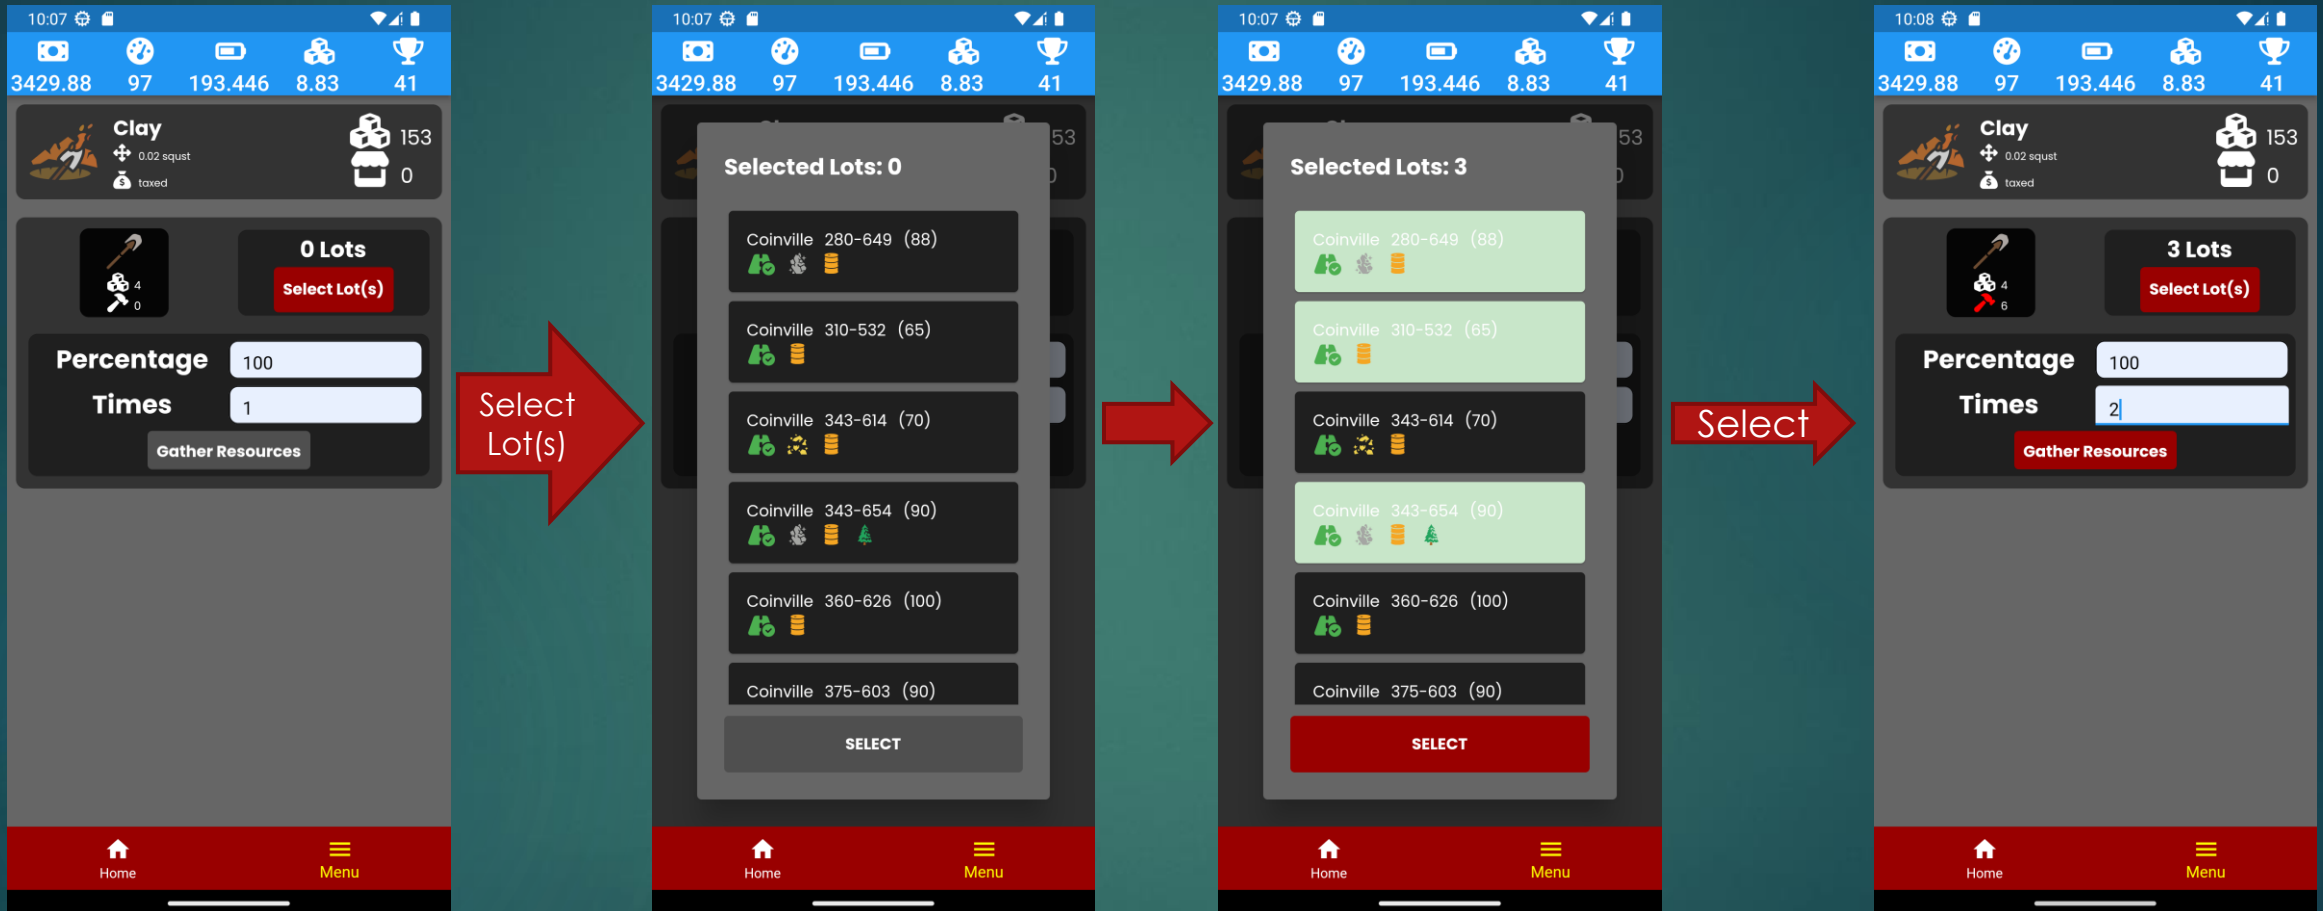 10:07
3429.88 97 193.446 8.83 41
Clay
0.02 squst
taxed
153
0
4
0
0 Lots
Select Lot(s)
Percentage 100
Times 1
Gather Resources
Home Menu
Select
Lot(s)
10:07
3429.88 97 193.446 8.83 41
53
Selected Lots: 0
Coinville 280-649 (88)
Coinville 310-532 (65)
Coinville 343-614 (70)
Coinville 343-654 (90)
Coinville 360-626 (100)
Coinville 375-603 (90)
SELECT
Home Menu
10:07
3429.88 97 193.446 8.83 41
53
Selected Lots: 3
Coinville 280-649 (88)
Coinville 310-532 (65)
Coinville 343-614 (70)
Coinville 343-654 (90)
Coinville 360-626 (100)
Coinville 375-603 (90)
SELECT
Home Menu
Select
10:08
3429.88 97 193.446 8.83 41
Clay
0.02 squst
taxed
153
0
4
6
3 Lots
Select Lot(s)
Percentage 100
Times 2
Gather Resources
Home Menu